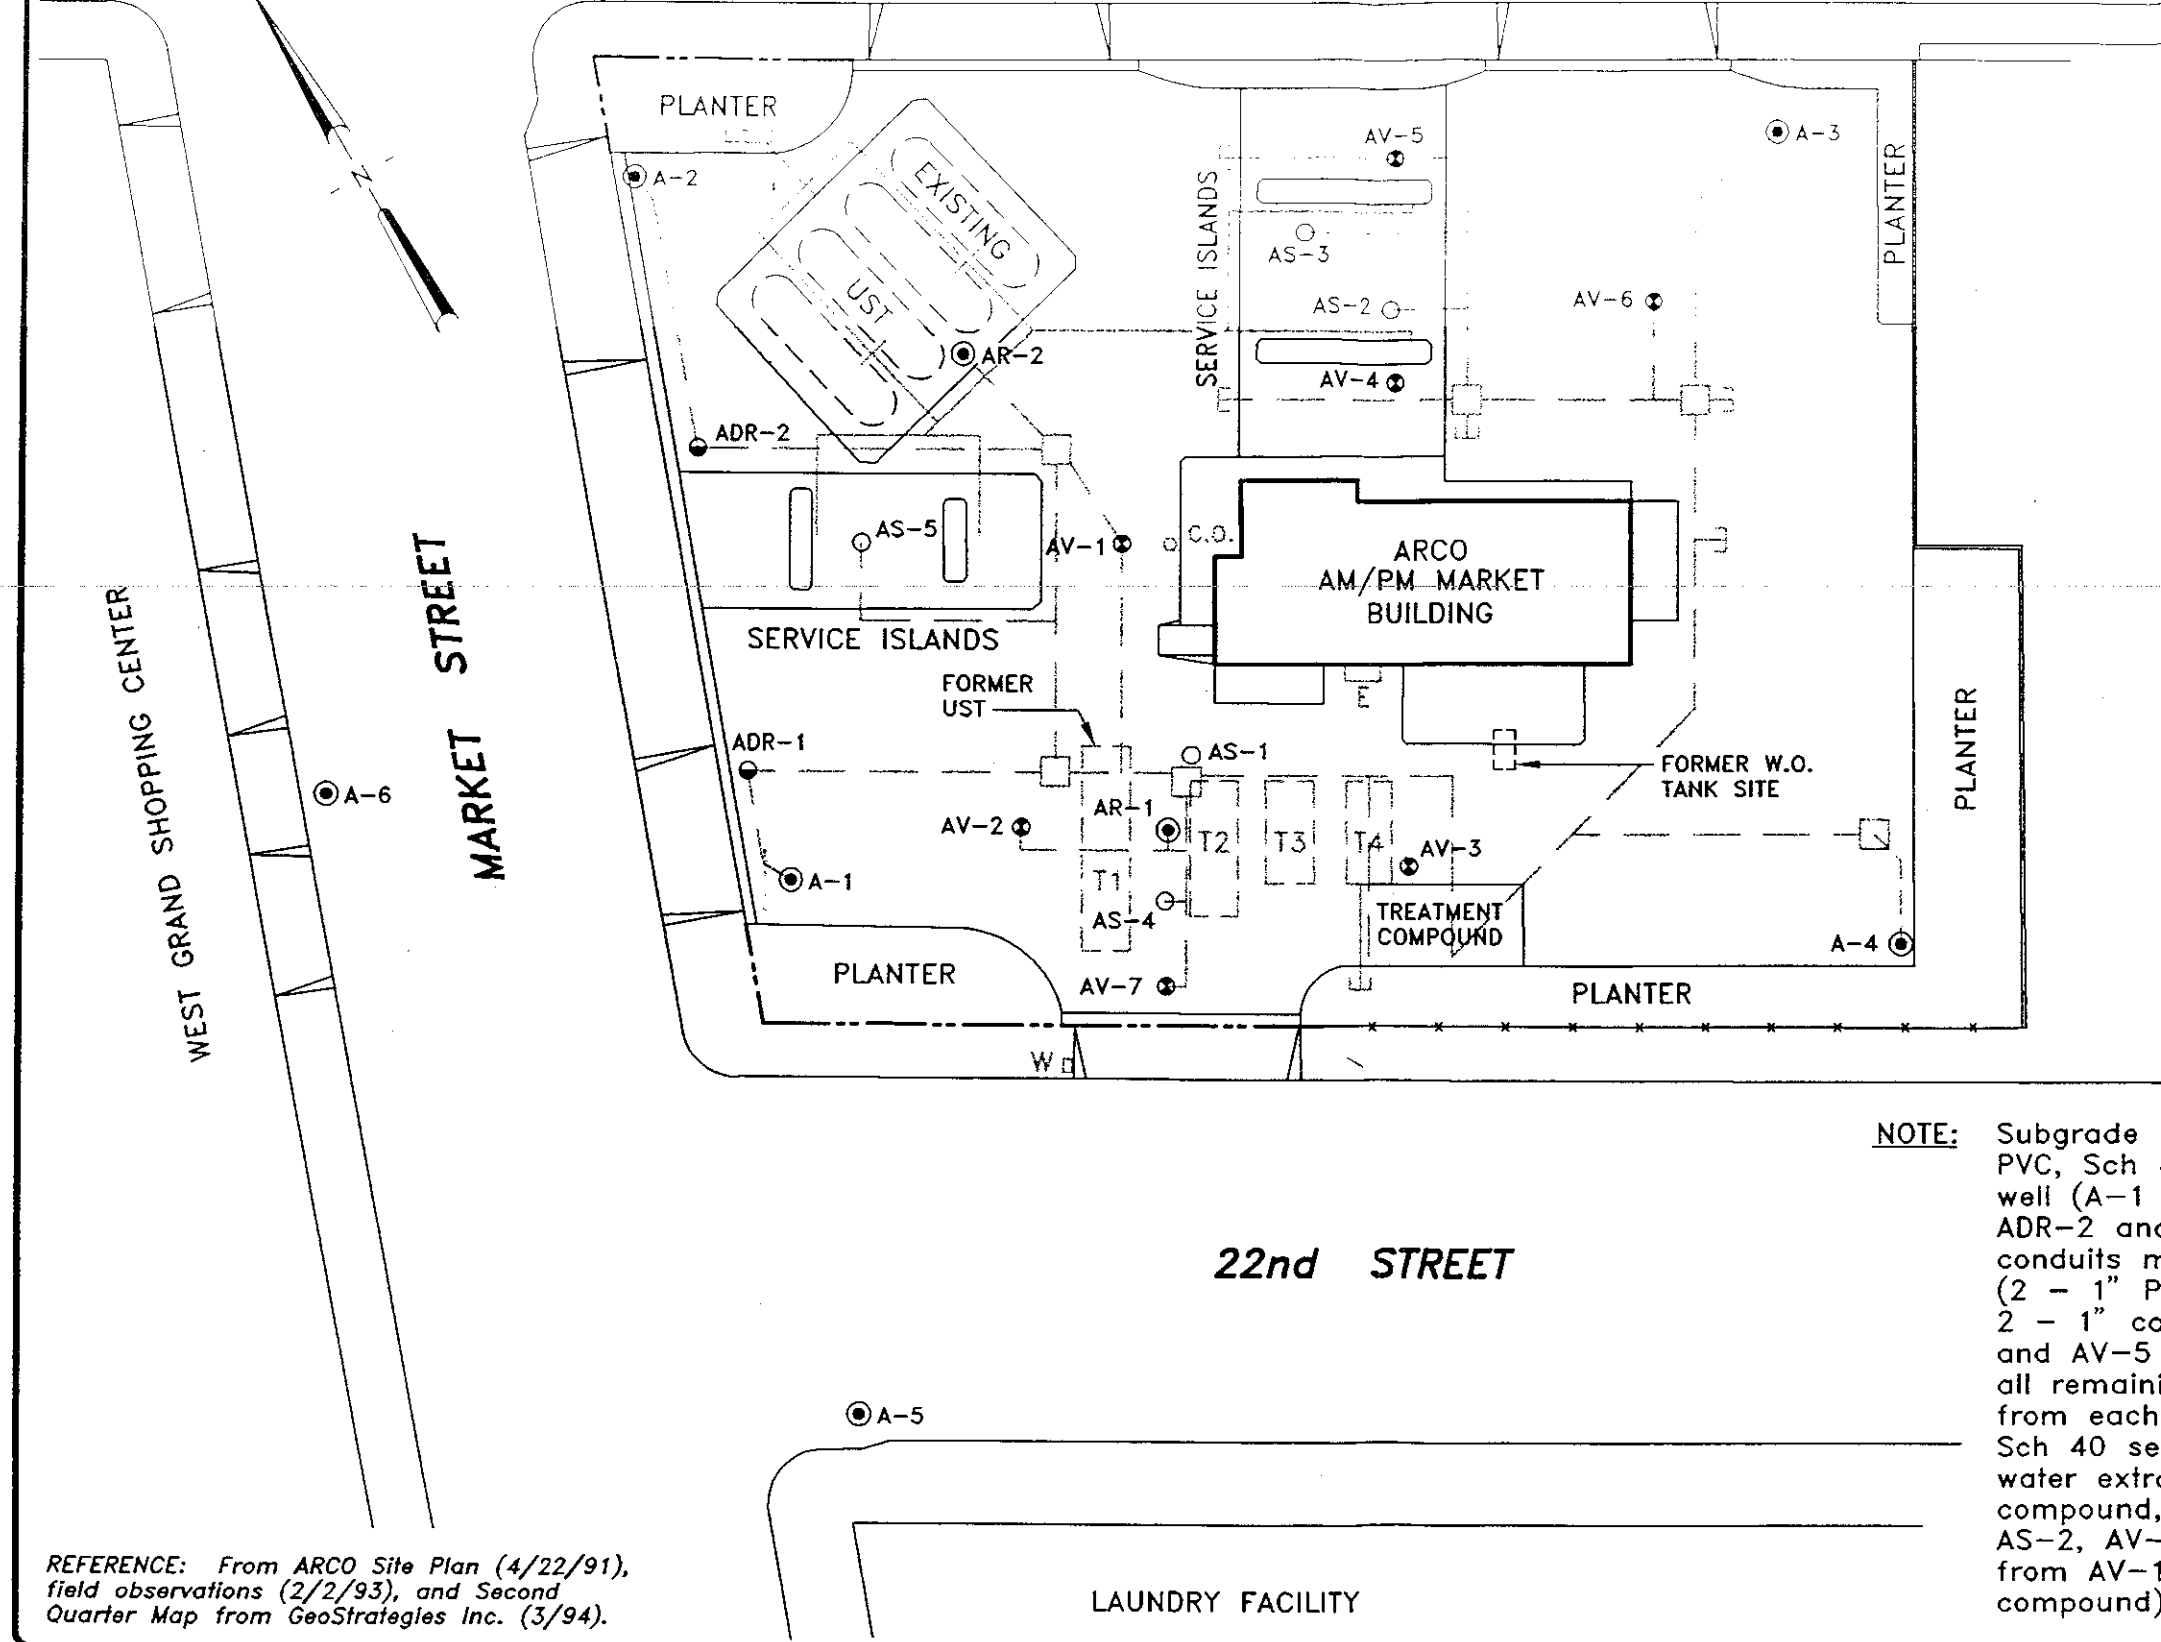 PLANTER
A-2
EXISTING
UST
AR-2
ADR-2
N
SERVICE ISLANDS
AV-5
AS-3
AS-2
AV-4
AV-6
A-3
PLANTER
AS-5
AV-1
C.O.
ARCO
AM/PM MARKET
BUILDING
SERVICE ISLANDS
MARKET STREET
WEST GRAND SHOPPING CENTER
A-6
FORMER
UST
ADR-1
AS-1
E
FORMER W.O.
TANK SITE
PLANTER
AR-1
AV-2
T1
T2
T3
T4
AV-3
A-1
AS-4
TREATMENT
COMPOUND
A-4
PLANTER
AV-7
PLANTER
W
22nd STREET
A-5
LAUNDRY FACILITY
NOTE: Subgrade
PVC, Sch
well (A-1
ADR-2
conduits
(2 - 1"
2 - 1"
and AV-5
all
from each
Sch 40
water
compound,
AS-2,
from AV-1
compound)
REFERENCE: From ARCO Site Plan (4/22/91),
field observations (2/2/93), and Second
Quarter Map from GeoStrategies Inc. (3/94).